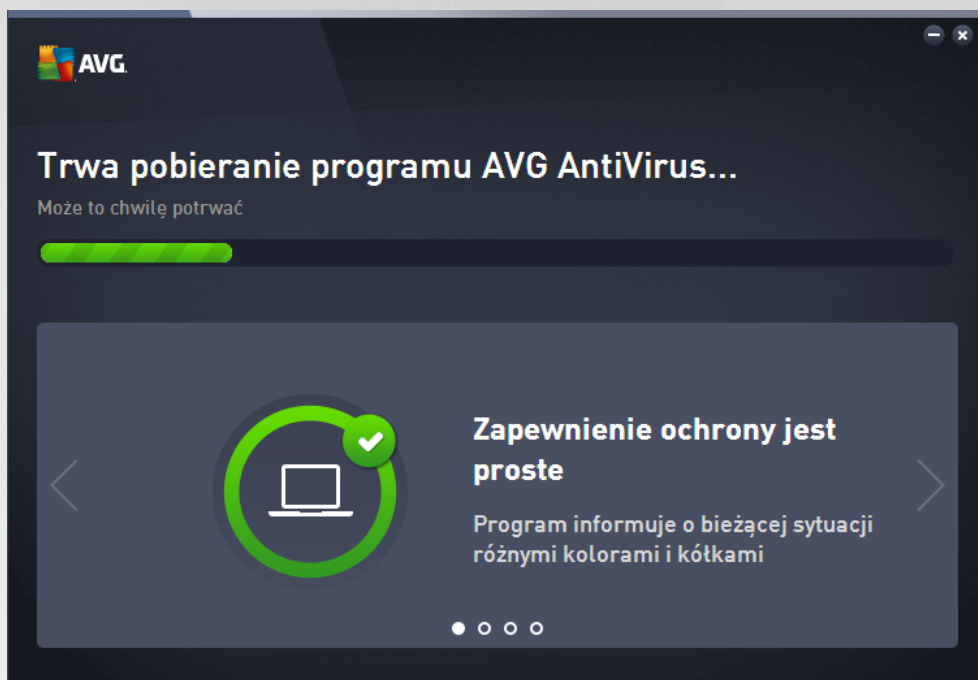 AVG.
Trwa pobieranie programu AVG AntiVirus...
Może to chwilę potrwać
Zapewnienie ochrony jest
proste
Program informuje o bieżącej sytuacji
różnymi kolorami i kółkami